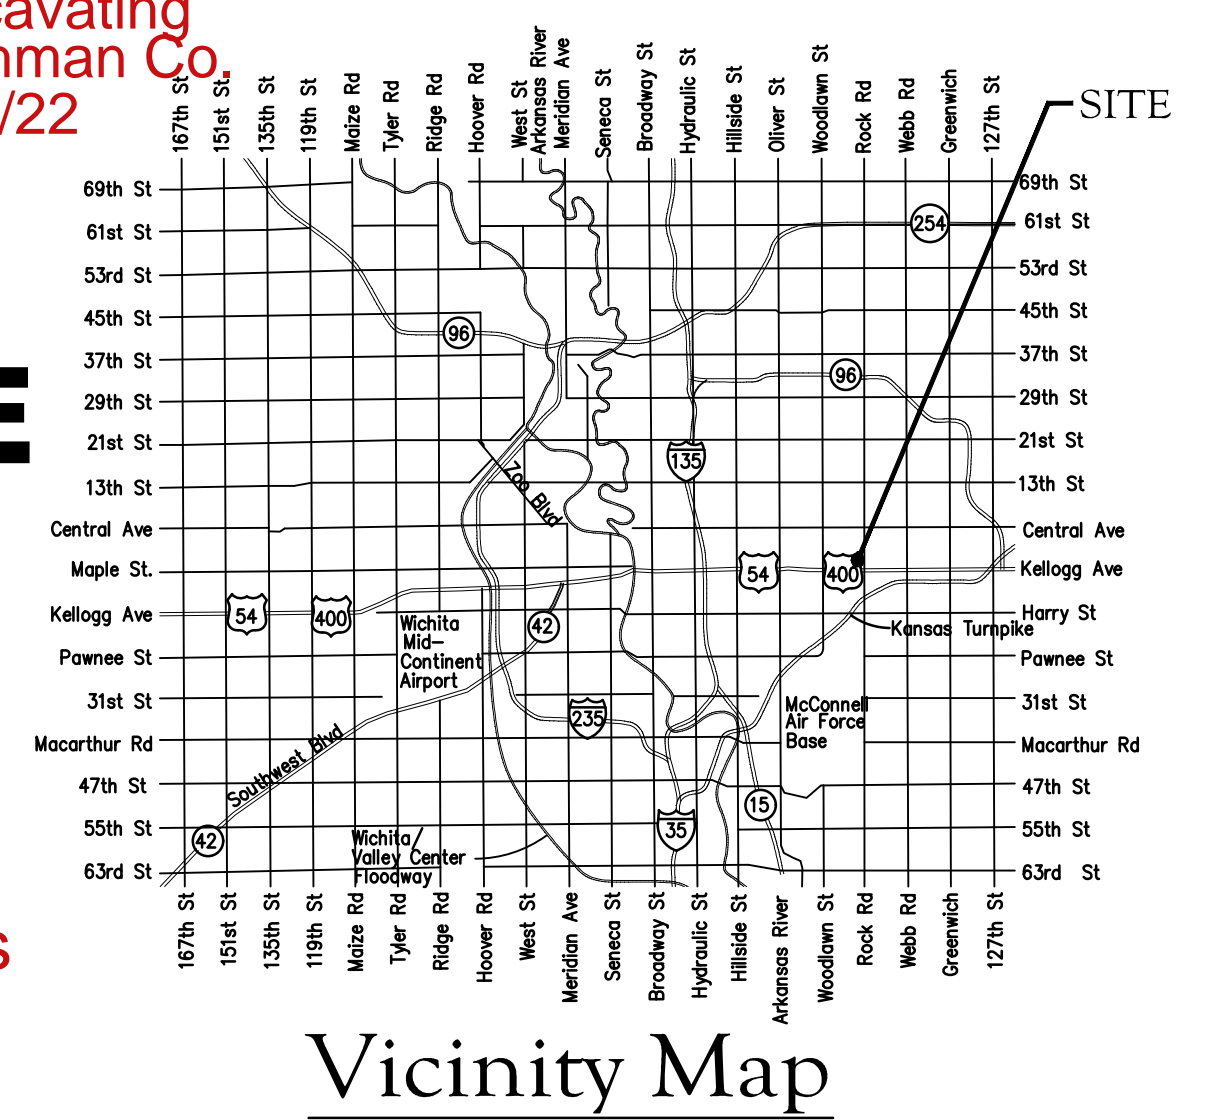 cavating
nman Co.
/22
167th St
151st St
135th St
119th St
Maize Rd
Tyler Rd
Ridge Rd
Hoover Rd
West St
Arkansas River
Meridian Ave
Seneca St
Broadway St
Hydraulic St
Hillside St
Oliver St
Woodlawn St
Rock Rd
Webb Rd
Greenwich
127th St
SITE
69th St
69th St
61st St
254
61st St
53rd St
53rd St
45th St
45th St
96
37th St
37th St
96
29th St
29th St
21st St
21st St
135
13th St
13th St
Zoo Blvd
Central Ave
Central Ave
Maple St.
54
400
Kellogg Ave
Kellogg Ave
54
400
Harry St
Wichita
Mid-
Continent
Airport
42
Kansas Turnpike
Pawnee St
Pawnee St
31st St
31st St
McConnell
Air Force
Base
235
Macarthur Rd
Macarthur Rd
Southwest Blvd
47th St
47th St
15
55th St
55th St
42
35
Wichita/
Valley Center
Floodway
63rd St
63rd St
167th St
151st St
135th St
119th St
Maize Rd
Tyler Rd
Ridge Rd
Hoover Rd
West St
Meridian Ave
Seneca St
Broadway St
Hydraulic St
Hillside St
Arkansas River
Woodlawn St
Rock Rd
Webb Rd
Greenwich
127th St
s
Vicinity Map